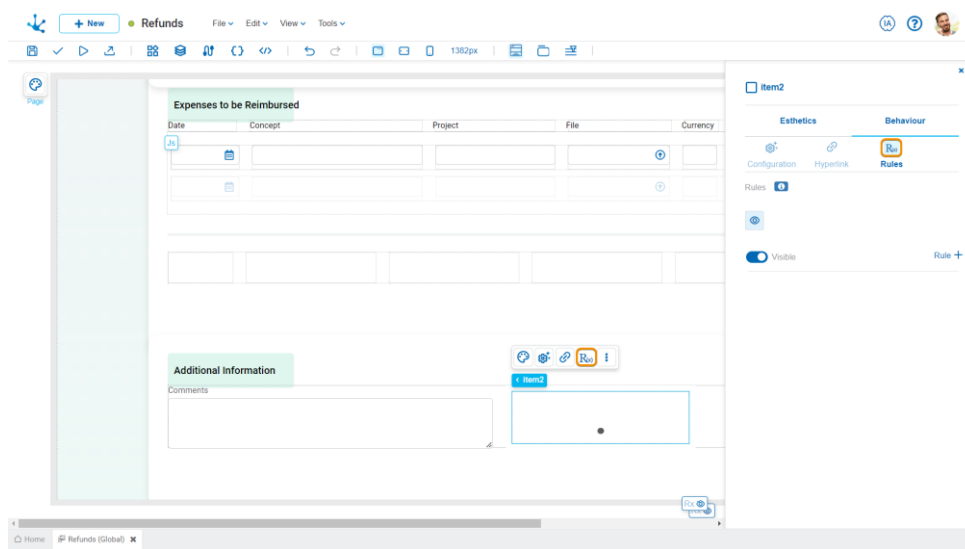 + New
Refunds
File Edit View Tools
IA
?
1382px
Page
Expenses to be Reimbursed
Date Concept Project File Currency
Js
Additional Information
Comments
R(x)
Item2
Rx
Item2
Esthetics Behaviour
R(x)
Configuration Hyperlink Rules
Rules
Visible Rule +
Home Refunds (Global)